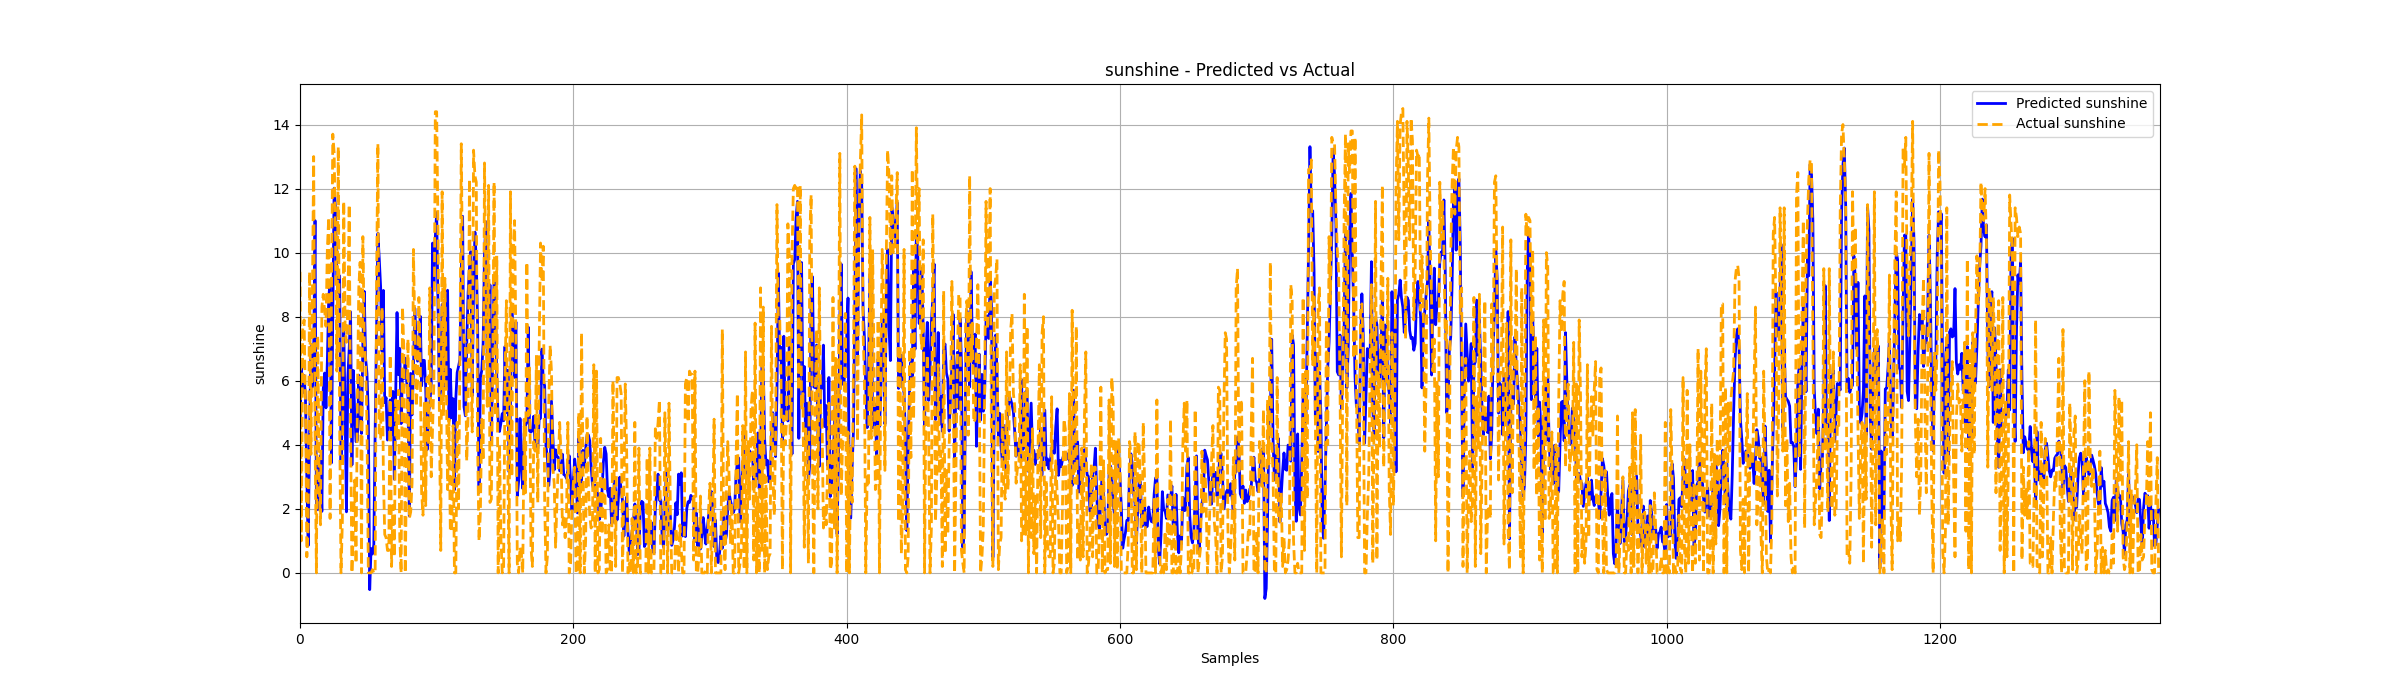 sunshine - Predicted vs Actual
Predicted sunshine
Actual sunshine
14
12
10
8
6
4
2
0
sunshine
0 200 400 600 800 1000 1200
Samples